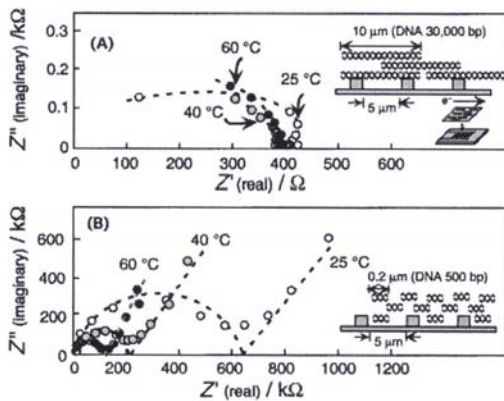 (A)
0.3
0.2
0.1
0
Z″ (imaginary) / kΩ
60 °C
40 °C
25 °C
10 μm (DNA 30,000 bp)
5 μm
e⁻
0 100 200 300 400 500 600
Z′ (real) / Ω
(B)
600
400
200
0
Z″ (imaginary) / kΩ
60 °C
40 °C
25 °C
0.2 μm (DNA 500 bp)
5 μm
0 200 400 600 800 1000 1200
Z′ (real) / kΩ